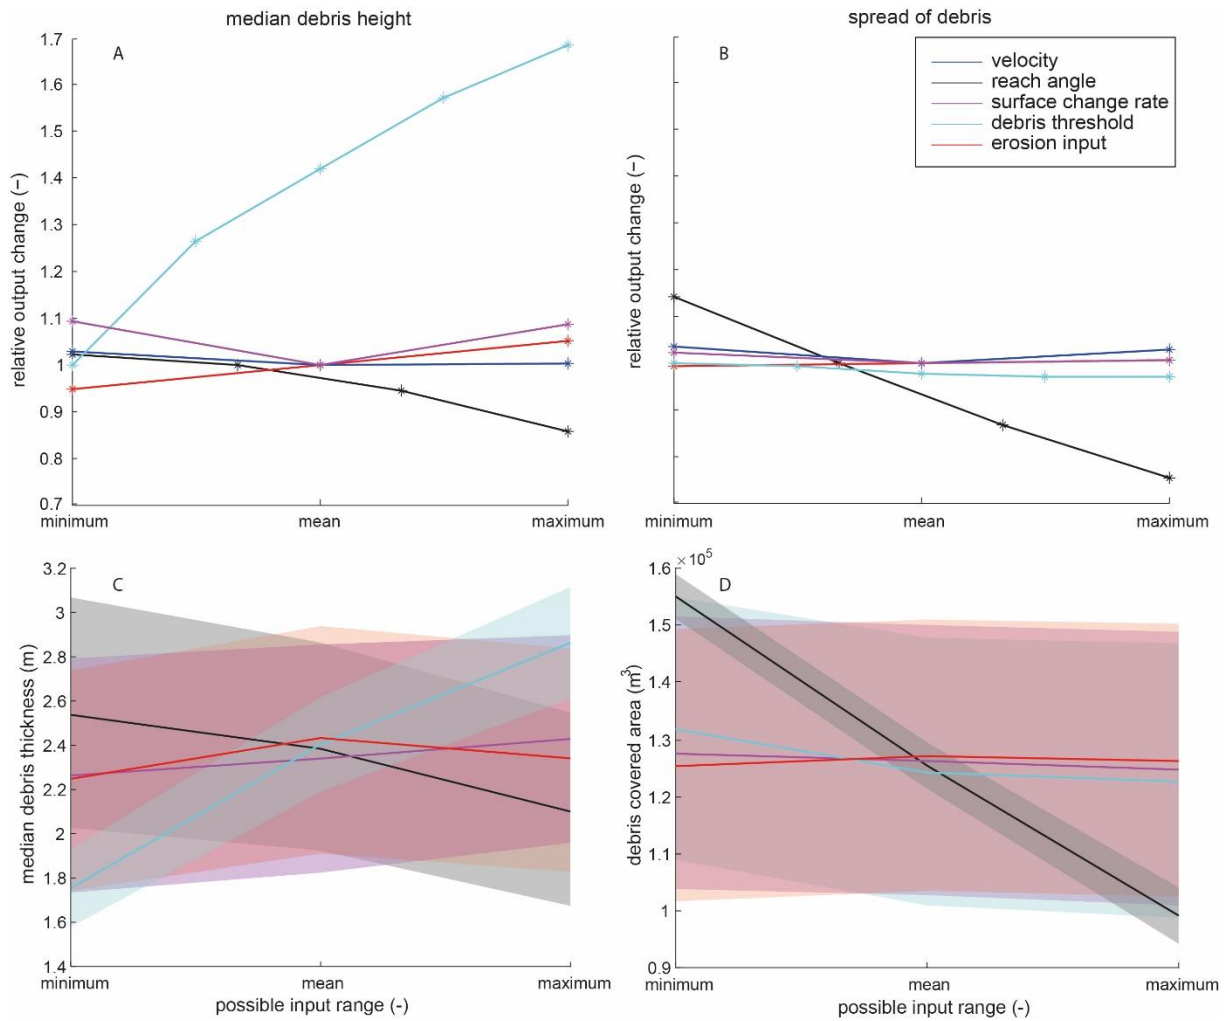 median debris height
A
1.7
1.6
1.5
1.4
1.3
1.2
1.1
1
0.9
0.8
0.7
relative output change (–)
minimum
mean
maximum
spread of debris
B
velocity
reach angle
surface change rate
debris threshold
erosion input
relative output change (–)
minimum
mean
maximum
C
3.2
3
2.8
2.6
2.4
2.2
2
1.8
1.6
1.4
median debris thickness (m)
minimum
mean
maximum
possible input range (-)
× 10⁵
D
1.6
1.5
1.4
1.3
1.2
1.1
1
0.9
debris covered area (m³)
minimum
mean
maximum
possible input range (-)